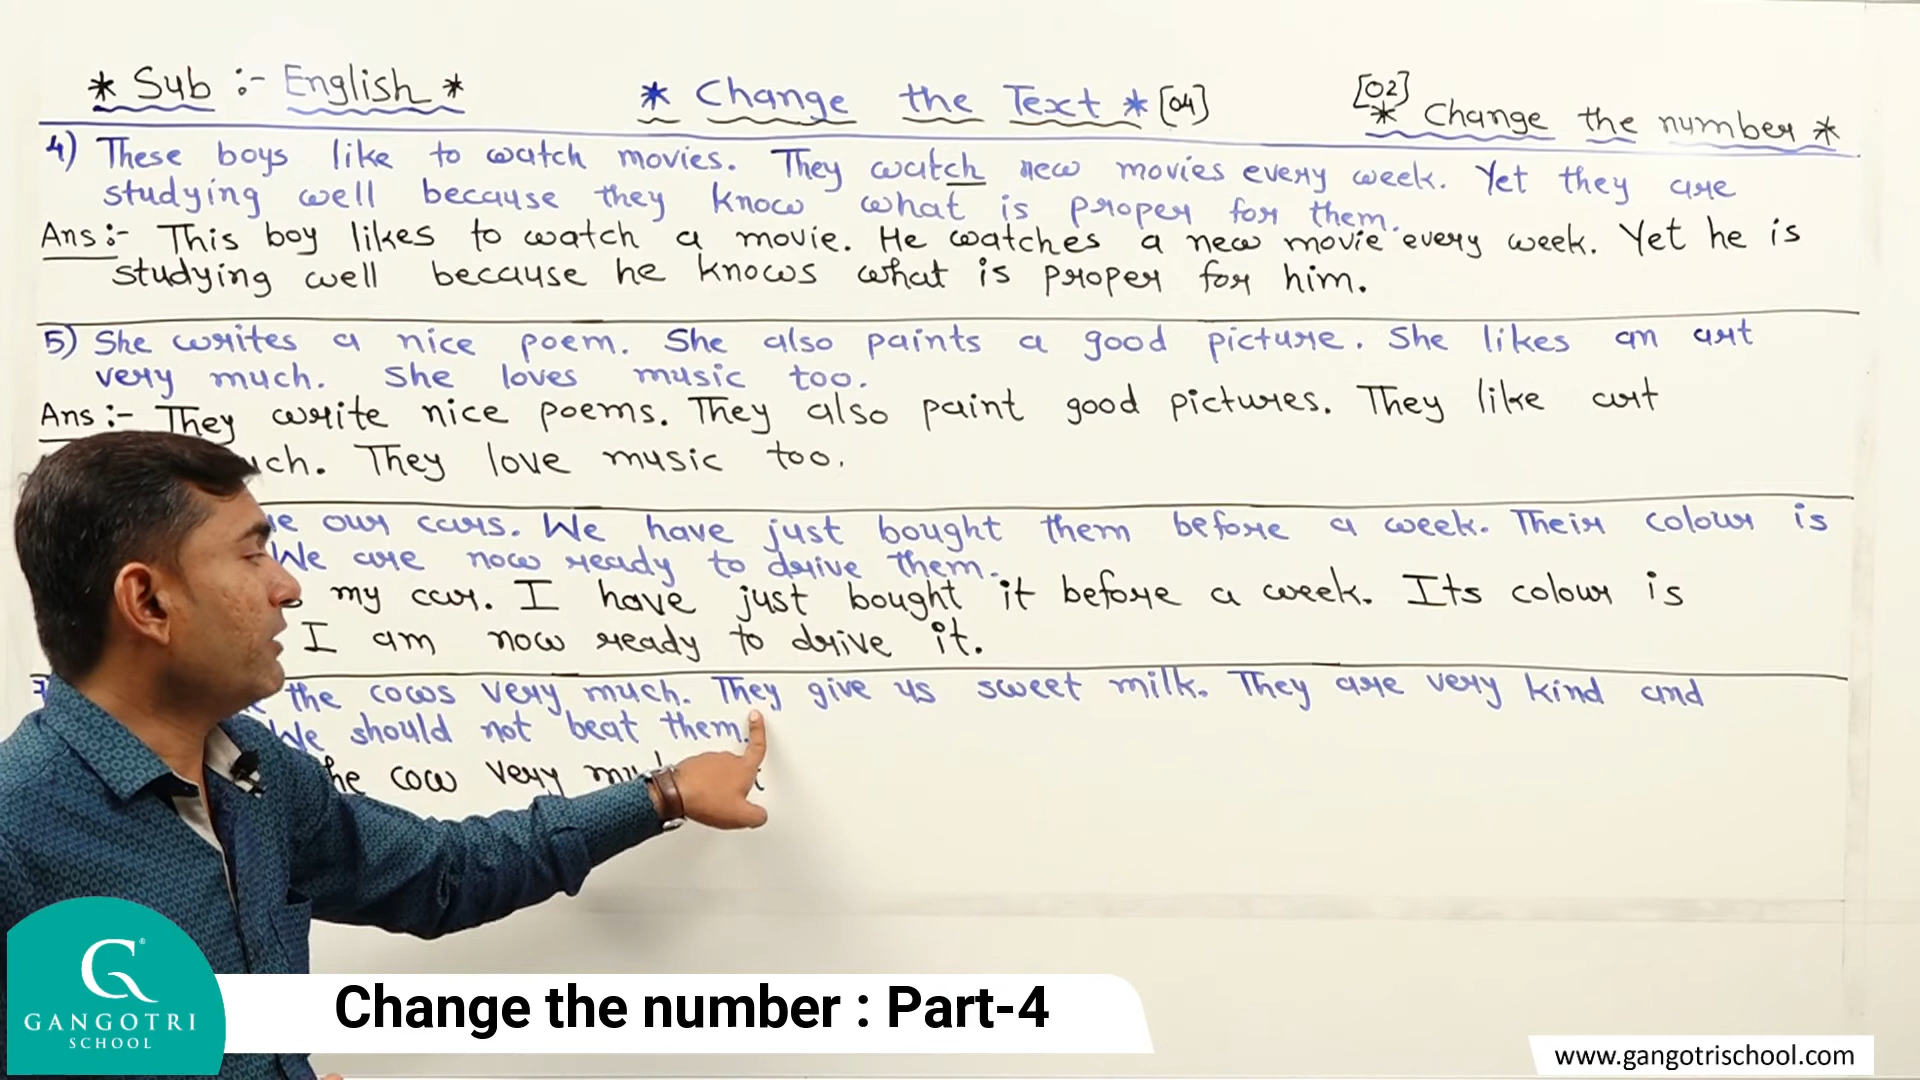 * Sub :- English *
* Change the Text * [04]
[02]
* Change the number *
4) These boys like to watch movies. They watch new movies every week. Yet they are
studying well because they know what is proper for them.
Ans :- This boy likes to watch a movie. He watches a new movie every week. Yet he is
studying well because he knows what is proper for him.
5) She writes a nice poem. She also paints a good picture. She likes an art
very much. She loves music too.
Ans :- They write nice poems. They also paint good pictures. They like art
They love music too.
our cars. We have just bought them before a week. Their colour is
We are now ready to drive them.
my car. I have just bought it before a week. Its colour is
I am now ready to drive it.
the cows very much. They give us sweet milk. They are very kind and
We should not beat them.
cow very
GANGOTRI
SCHOOL
Change the number : Part-4
www.gangotrischool.com